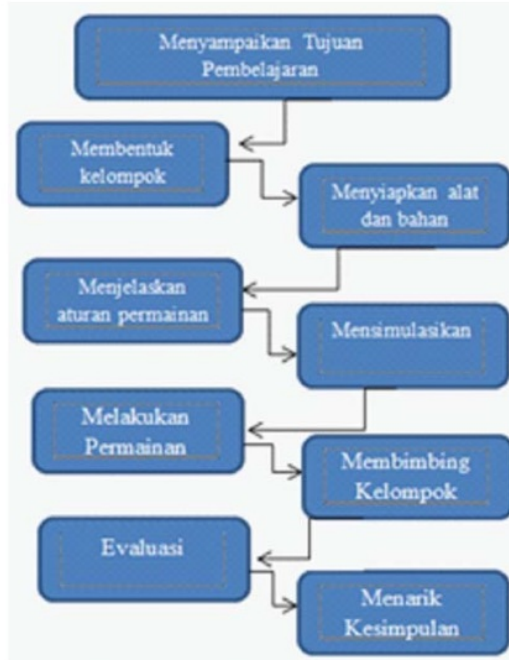 Menyampaikan Tujuan
Pembelajaran
Membentuk
kelompok
Menyiapkan alat
dan bahan
Menjelaskan
aturan permainan
Mensimulasikan
Melakukan
Permainan
Membimbing
Kelompok
Evaluasi
Menarik
Kesimpulan